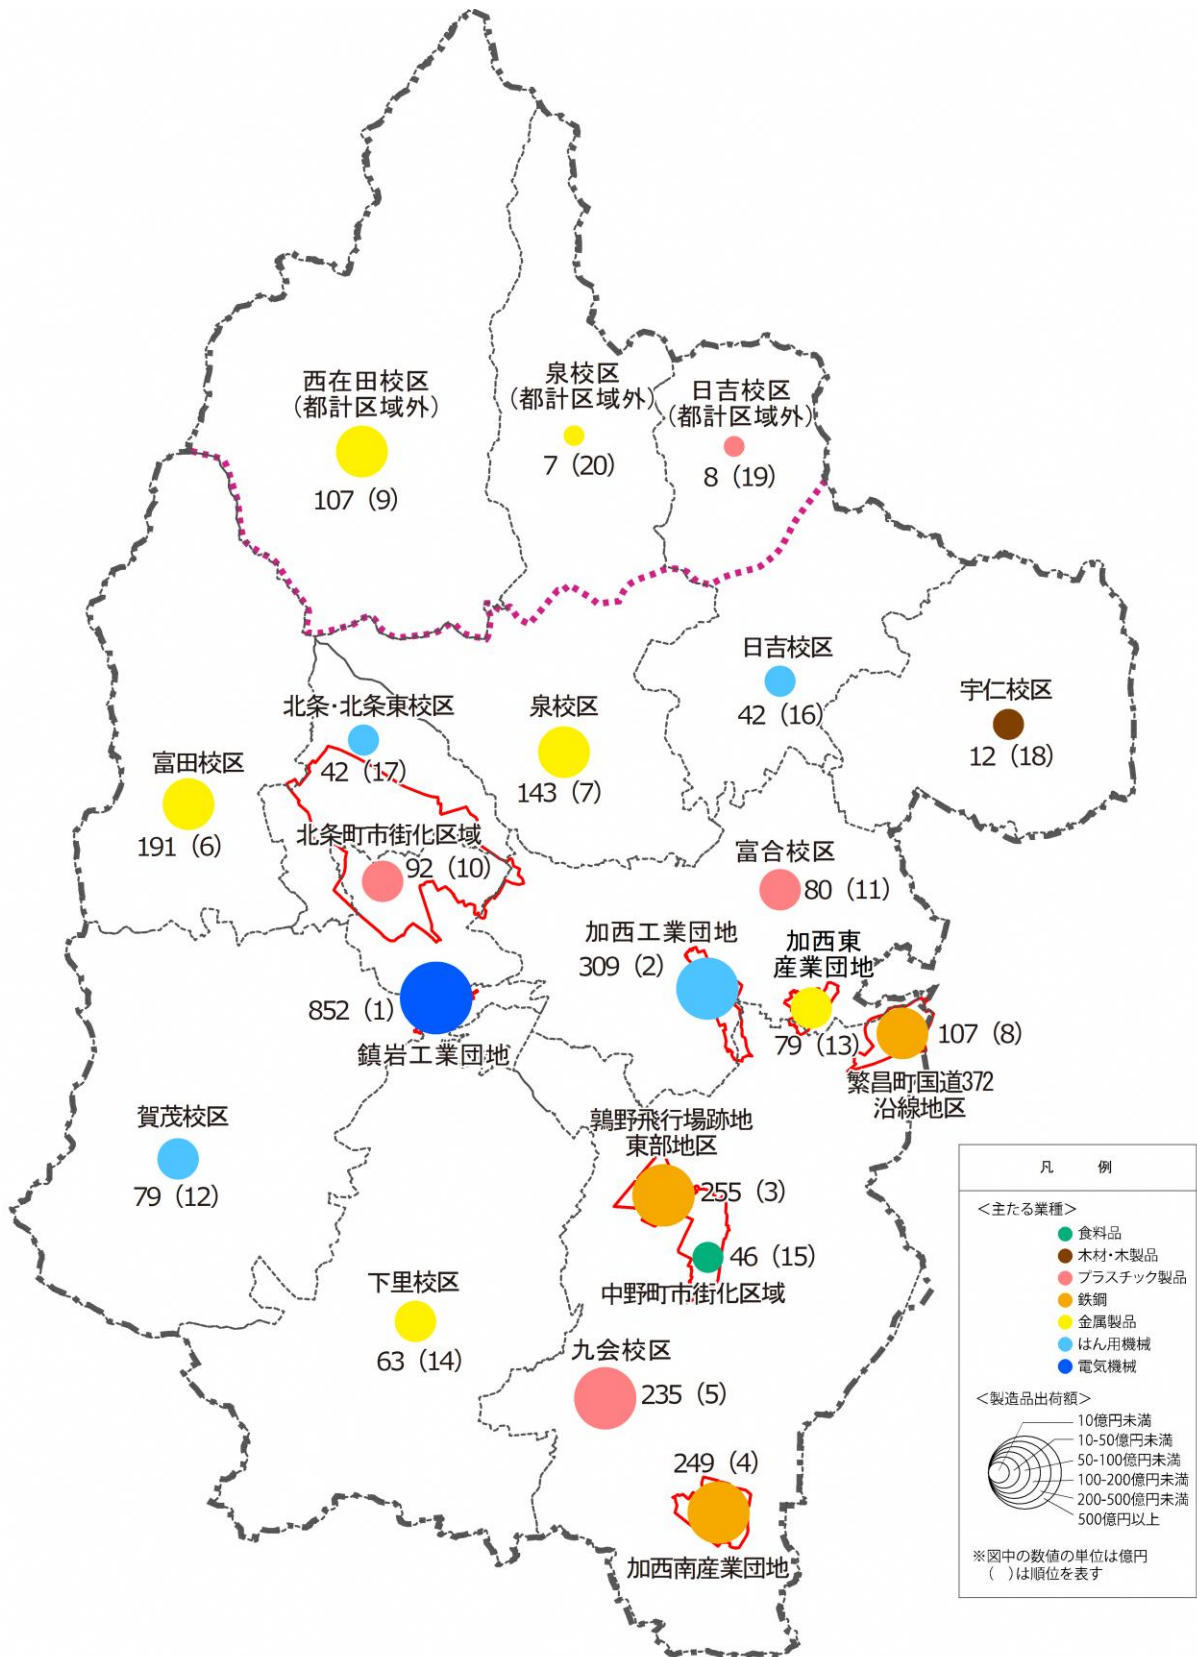 西在田校区
(都計区域外)
107 (9)
泉校区
(都計区域外)
7 (20)
日吉校区
(都計区域外)
8 (19)
日吉校区
42 (16)
宇仁校区
12 (18)
北条・北条東校区
42 (17)
泉校区
143 (7)
富田校区
191 (6)
北条町市街化区域
92 (10)
富合校区
80 (11)
加西工業団地
309 (2)
加西東
産業団地
79 (13)
852 (1)
鎮岩工業団地
107 (8)
繁昌町国道372
沿線地区
賀茂校区
79 (12)
鶉野飛行場跡地
東部地区
255 (3)
46 (15)
中野町市街化区域
下里校区
63 (14)
九会校区
235 (5)
249 (4)
加西南産業団地
凡 例
<主たる業種>
食料品
木材・木製品
プラスチック製品
鉄鋼
金属製品
はん用機械
電気機械
<製造品出荷額>
10億円未満
10-50億円未満
50-100億円未満
100-200億円未満
200-500億円未満
500億円以上
※図中の数値の単位は億円
( )は順位を表す